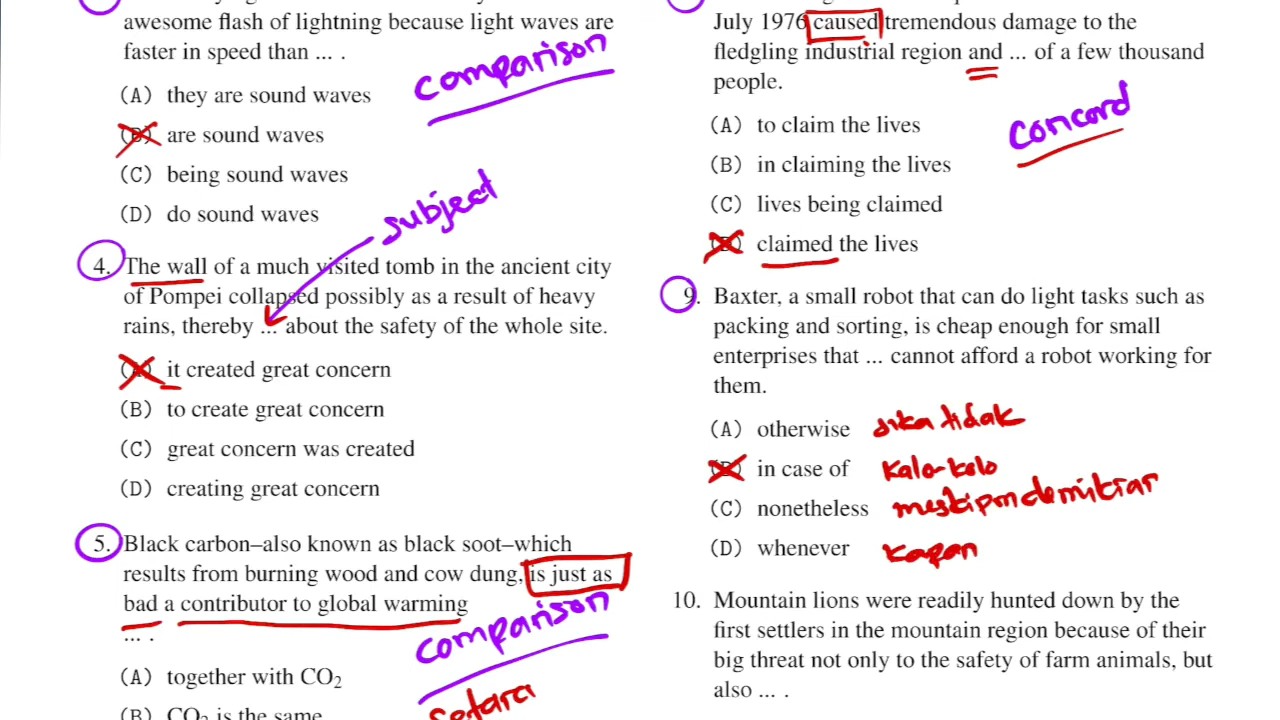 awesome flash of lightning because light waves are
faster in speed than ... .
comparison
(A) they are sound waves
(B) are sound waves
(C) being sound waves
(D) do sound waves
subject
4. The wall of a much visited tomb in the ancient city
of Pompei collapsed possibly as a result of heavy
rains, thereby ... about the safety of the whole site.
(A) it created great concern
(B) to create great concern
(C) great concern was created
(D) creating great concern
5. Black carbon–also known as black soot–which
results from burning wood and cow dung, is just as
bad a contributor to global warming
... .
comparison
(A) together with CO2
setara
(B) CO2 is the same
July 1976 caused tremendous damage to the
fledgling industrial region and ... of a few thousand
people.
concord
(A) to claim the lives
(B) in claiming the lives
(C) lives being claimed
(D) claimed the lives
9. Baxter, a small robot that can do light tasks such as
packing and sorting, is cheap enough for small
enterprises that ... cannot afford a robot working for
them.
(A) otherwise jika tidak
(B) in case of kalo-kalo
(C) nonetheless meskipun demikian
(D) whenever kapan
10. Mountain lions were readily hunted down by the
first settlers in the mountain region because of their
big threat not only to the safety of farm animals, but
also ... .